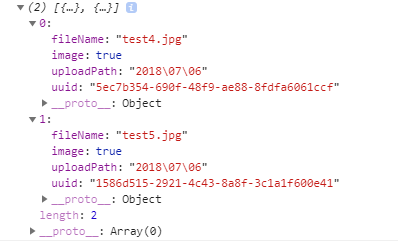 ▼ (2) [{…}, {…}] i
▼ 0:
fileName: "test4.jpg"
image: true
uploadPath: "2018\07\06"
uuid: "5ec7b354-690f-48f9-ae88-8fdfa6061ccf"
▶ __proto__: Object
▼ 1:
fileName: "test5.jpg"
image: true
uploadPath: "2018\07\06"
uuid: "1586d515-2921-4c43-8a8f-3c1a1f600e41"
▶ __proto__: Object
length: 2
▶ __proto__: Array(0)